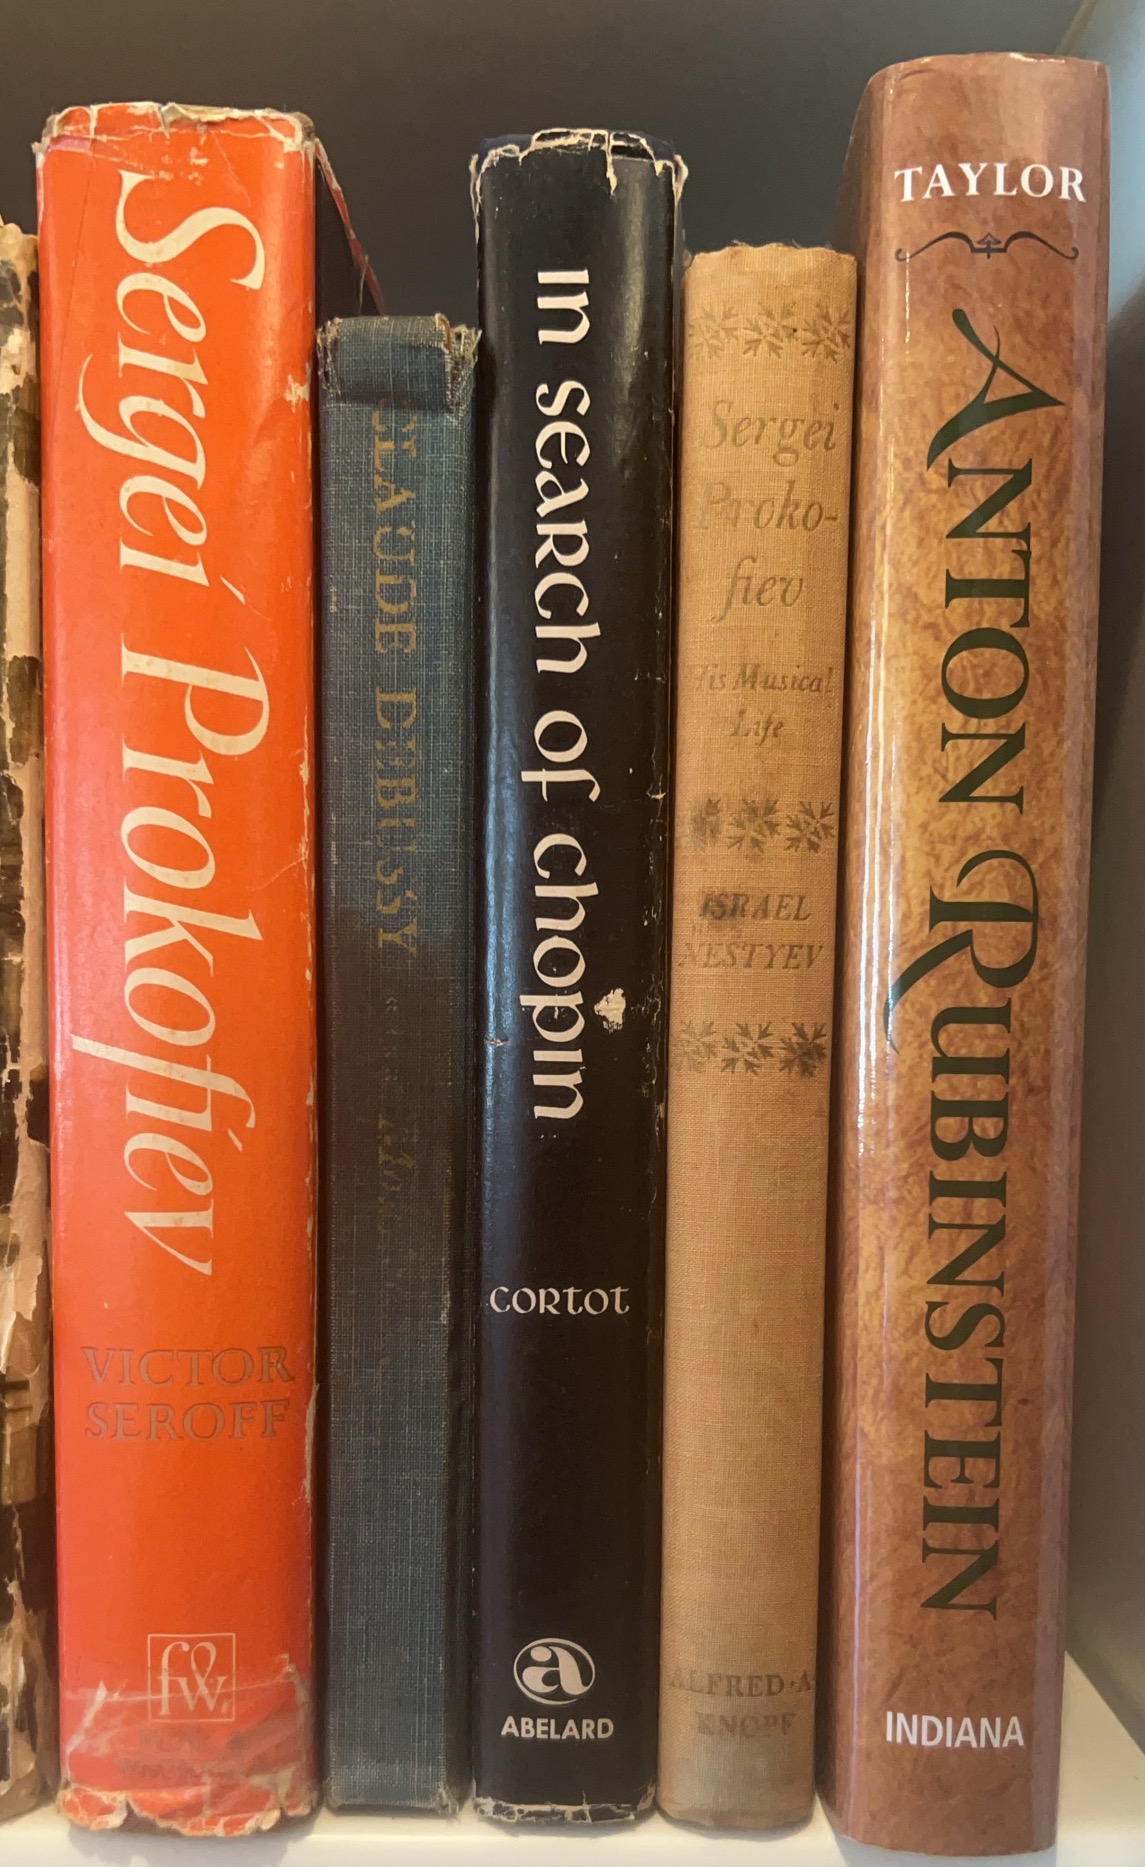 Sergei Prokofiev
VICTOR
SEROFF
fw
CLAUDE DEBUSSY
In search of chopin
CORTOT
a
ABELARD
Sergei
Proko-
fiev
His Musical
Life
ISRAEL
NESTYEV
ALFRED·A
KNOPF
TAYLOR
ANTON RUBINSTEIN
INDIANA